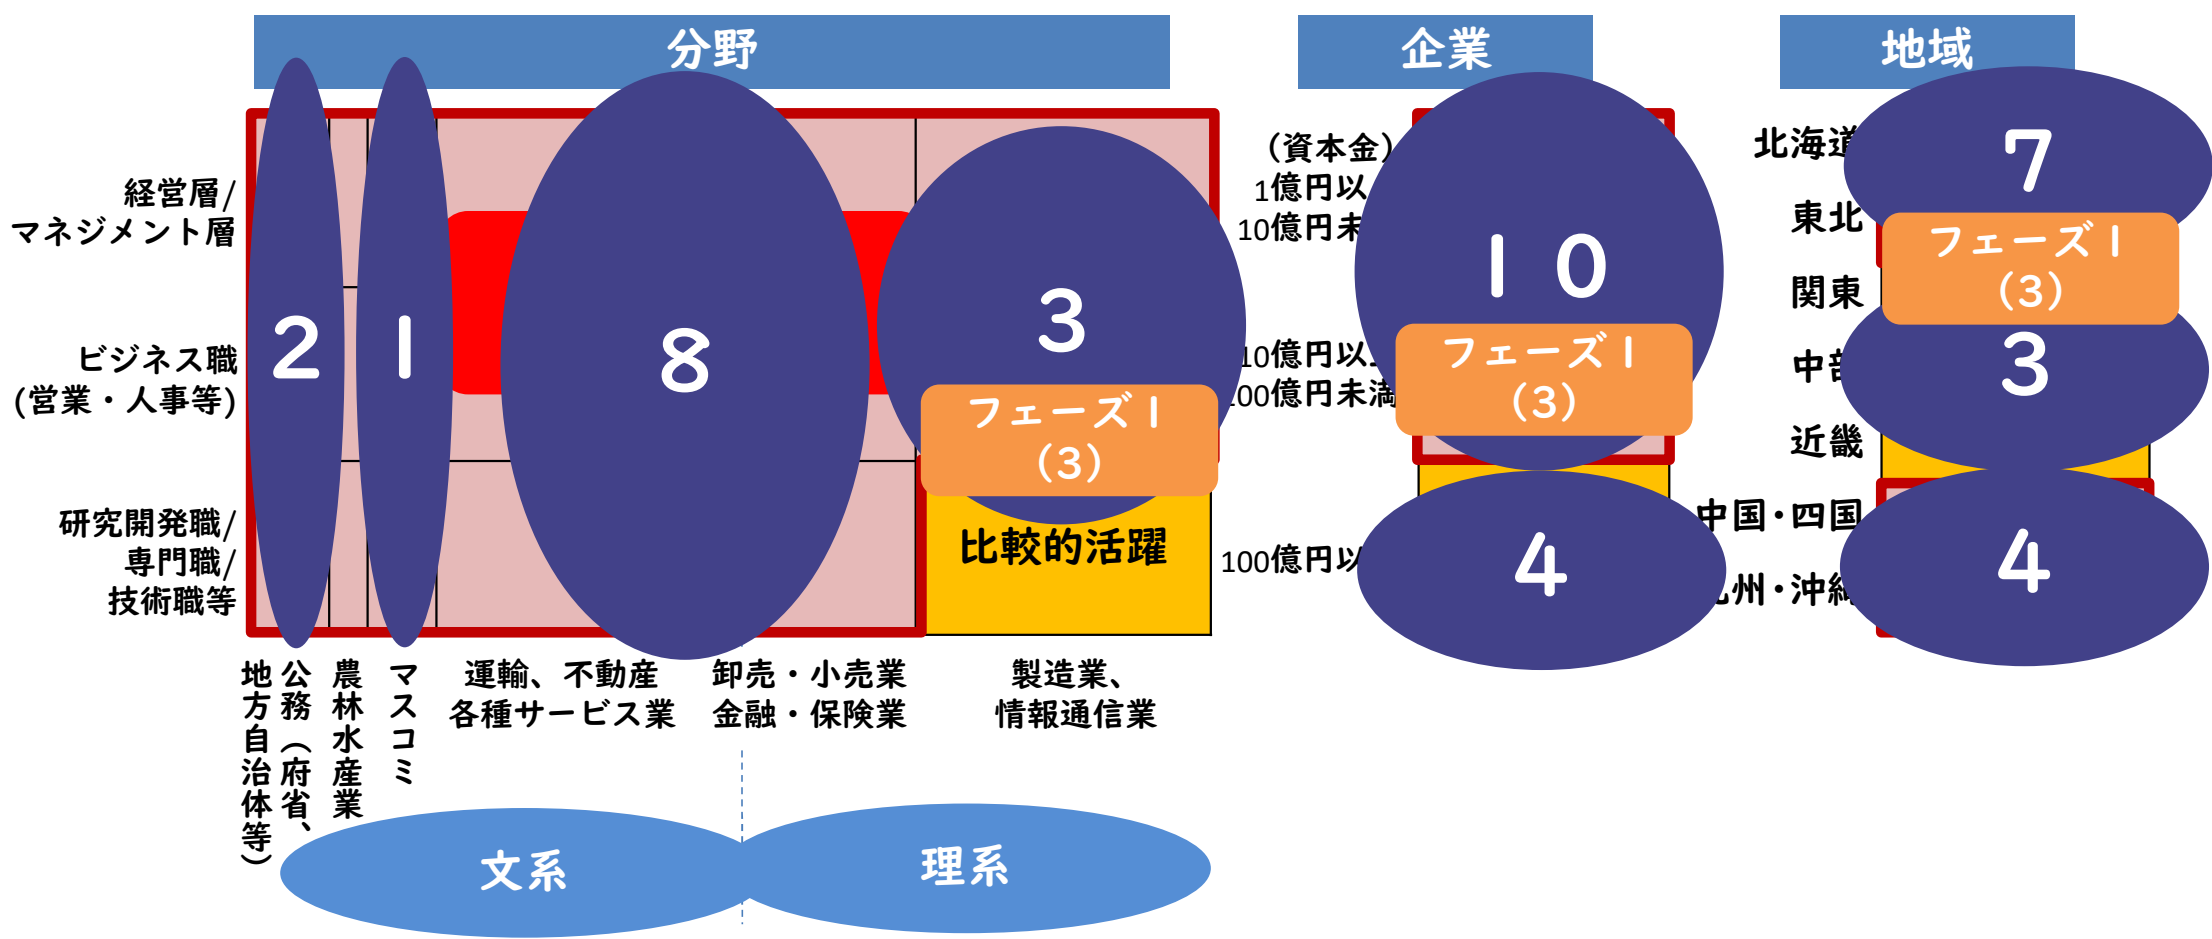 分野
企業
地域
経営層/
マネジメント層
ビジネス職
(営業・人事等)
研究開発職/
専門職/
技術職等
2
1
8
3
フェーズ1
(3)
比較的活躍
地方自治体等)
公務(府省、
農林水産業
マスコミ
運輸、不動産
各種サービス業
卸売・小売業
金融・保険業
製造業、
情報通信業
文系
理系
(資本金)
1億円以
10億円未
10億円以上
00億円未満
100億円以
10
フェーズ1
(3)
4
北海道
東北
関東
中部
近畿
中国・四国
州・沖縄
7
フェーズ1
(3)
3
4